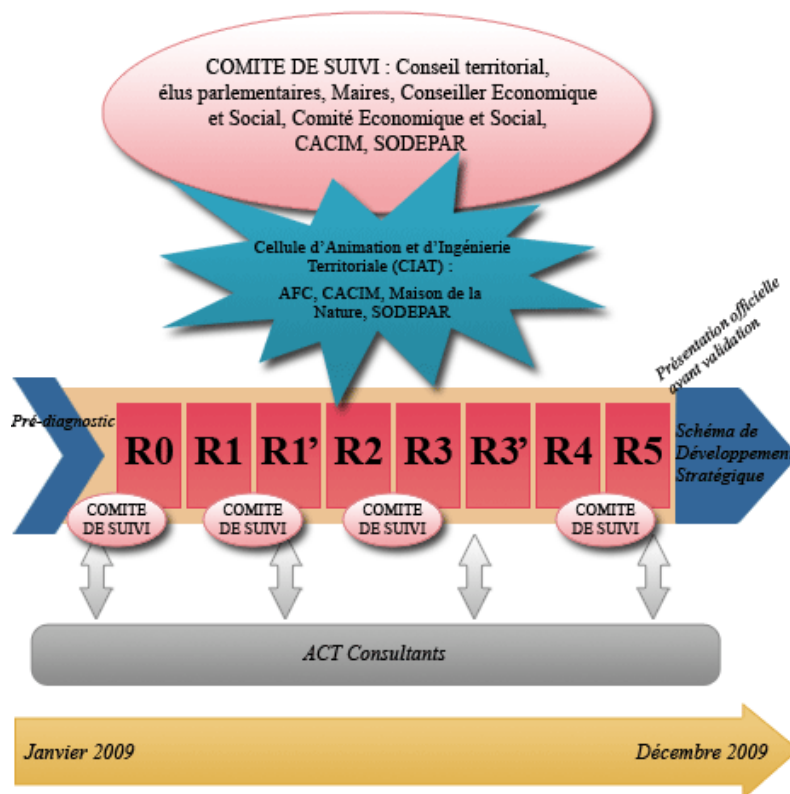 COMITE DE SUIVI : Conseil territorial,
élus parlementaires, Maires, Conseiller Economique
et Social, Comité Economique et Social,
CACIM, SODEPAR
Cellule d'Animation et d'Ingénierie
Territoriale (CIAT) :
AFC, CACIM, Maison de la
Nature, SODEPAR
Présentation officielle
avant validation
Pré-diagnostic
R0
R1
R1'
R2
R3
R3'
R4
R5
Schéma de
Développement
Stratégique
COMITE
DE SUIVI
COMITE
DE SUIVI
COMITE
DE SUIVI
COMITE
DE SUIVI
ACT Consultants
Janvier 2009
Décembre 2009